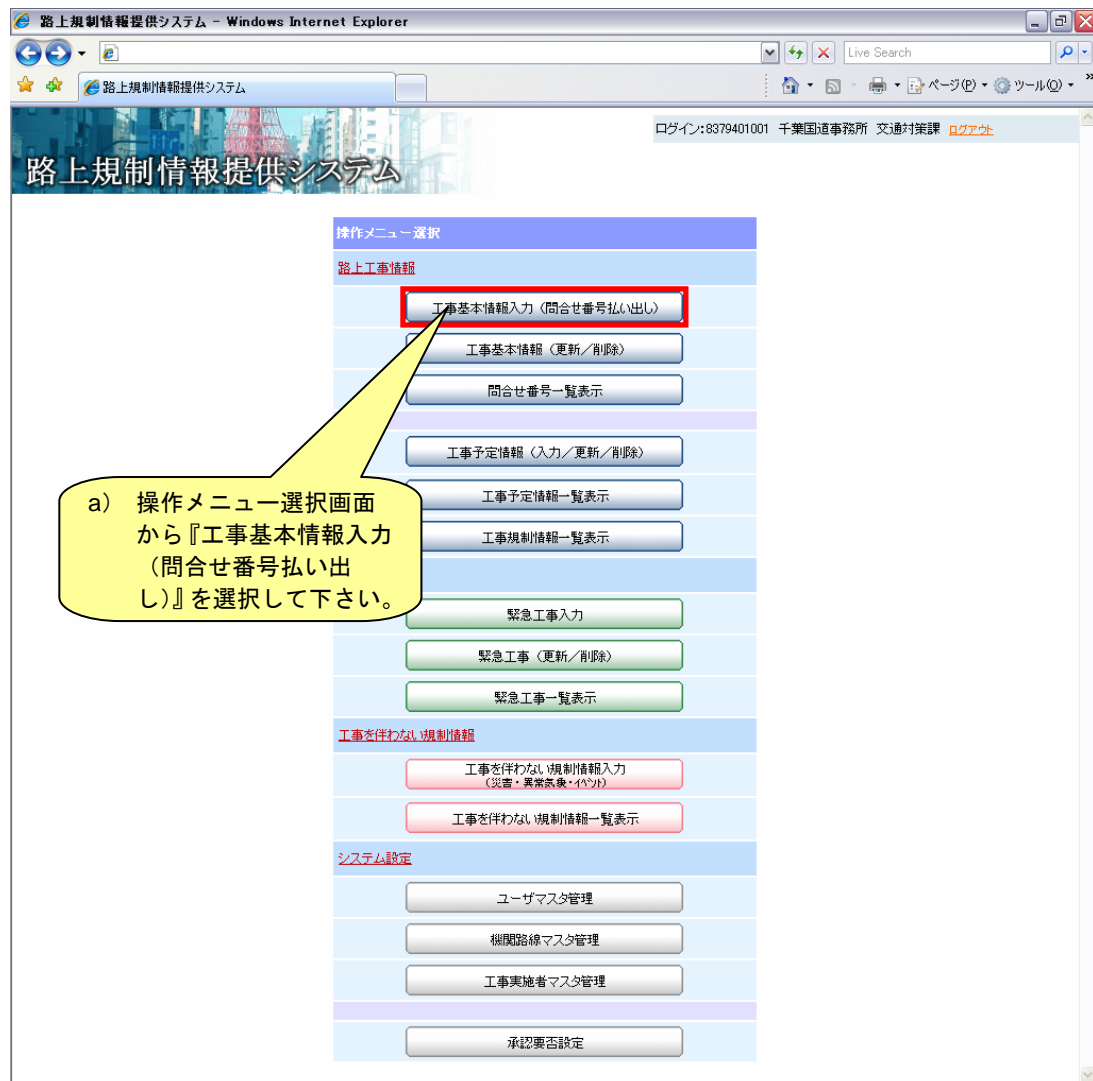 路上規制情報提供システム - Windows Internet Explorer
Live Search
路上規制情報提供システム
ページ(P)
ツール(O)
»
ログイン:8379401001 千葉国道事務所 交通対策課 ログアウト
路上規制情報提供システム
操作メニュー選択
路上工事情報
工事基本情報入力（問合せ番号払い出し）
工事基本情報（更新／削除）
問合せ番号一覧表示
工事予定情報（入力／更新／削除）
工事予定情報一覧表示
工事規制情報一覧表示
a） 操作メニュー選択画面
から『工事基本情報入力
（問合せ番号払い出
し）』を選択して下さい。
緊急工事入力
緊急工事（更新／削除）
緊急工事一覧表示
工事を伴わない規制情報
工事を伴わない規制情報入力
（災害・異常気象・イベント）
工事を伴わない規制情報一覧表示
システム設定
ユーザマスタ管理
機関路線マスタ管理
工事実施者マスタ管理
承認要否設定